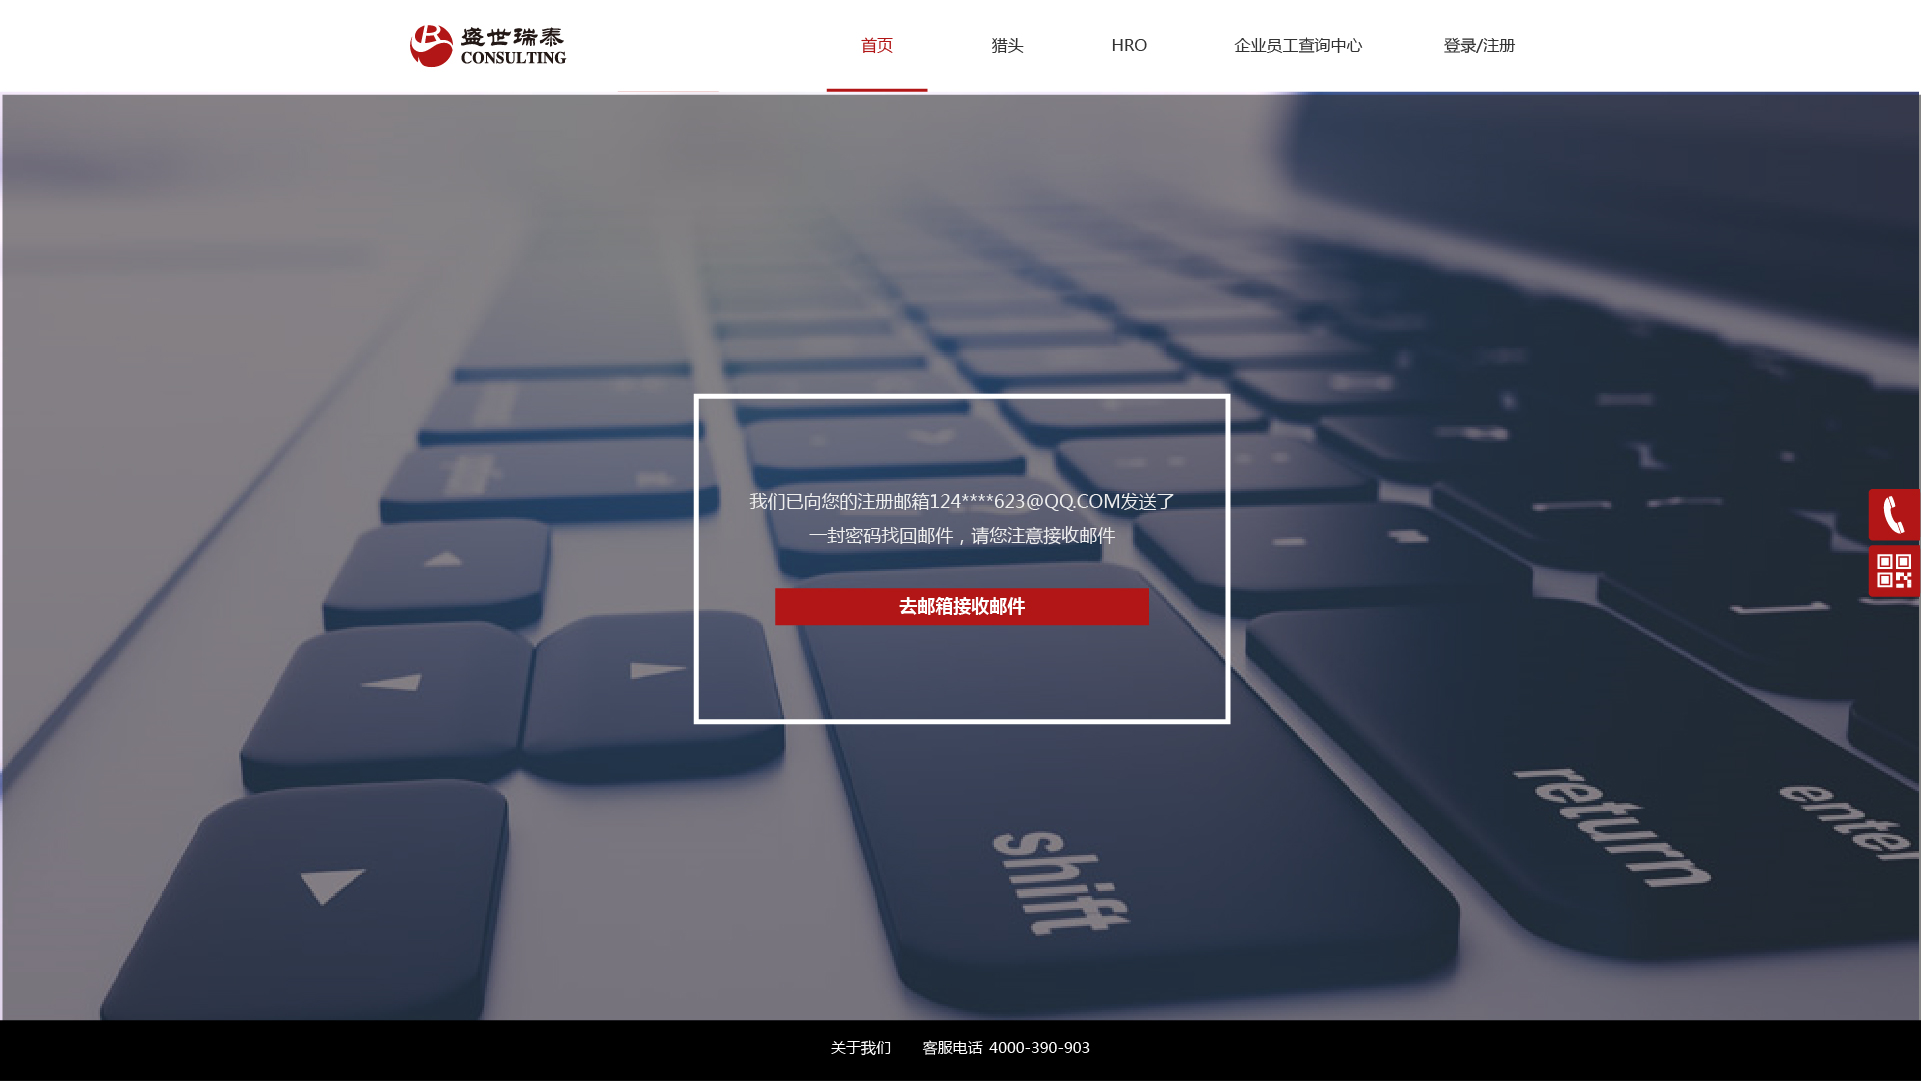 盛世瑞泰
CONSULTING
首页
猎头
HRO
企业员工查询中心
登录/注册
我们已向您的注册邮箱124****623@QQ.COM发送了
一封密码找回邮件，请您注意接收邮件
去邮箱接收邮件
shift
return
enter
关于我们 客服电话 4000-390-903